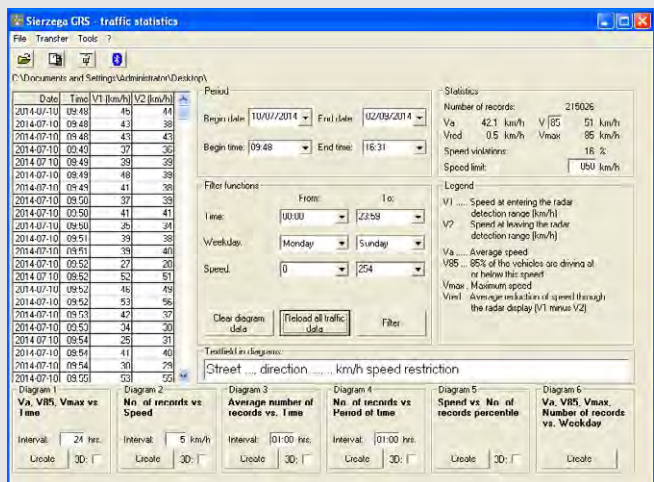 Sierzega GRS - traffic statistics
File Transfer Tools ?
C:\Documents and Settings\Administrator\Desktop\
Date Time V1 [km/h] V2 [km/h]
2014-07-10 09:48 45 44
2014-07-10 09:48 43 38
2014-07-10 09:48 43 43
2014-07-10 09:49 37 36
2014-07-10 09:49 39 39
2014-07-10 09:49 48 39
2014-07-10 09:49 41 38
2014-07-10 09:50 37 39
2014-07-10 09:50 41 41
2014-07-10 09:50 35 34
2014-07-10 09:51 39 38
2014-07-10 09:51 39 40
2014-07-10 09:52 27 20
2014-07-10 09:52 52 51
2014-07-10 09:52 46 49
2014-07-10 09:52 53 56
2014-07-10 09:53 42 37
2014-07-10 09:53 34 30
2014-07-10 09:54 25 31
2014-07-10 09:54 41 40
2014-07-10 09:54 30 29
2014-07-10 09:55 53 55
Period
Begin date: 10/07/2014 End date: 02/09/2014
Begin time: 09:48 End time: 16:31
Filter functions
From: To:
Time: 00:00 23:59
Weekday: Monday Sunday
Speed: 0 254
Clear diagram data
Reload all traffic data
Filter
Statistics
Number of records: 215026
Va 42.1 km/h V 85 51 km/h
Vred 0.5 km/h Vmax 85 km/h
Speed violations: 16 %
Speed limit: 050 km/h
Legend
V1 .... Speed at entering the radar
detection range [km/h]
V2 Speed at leaving the radar
detection range [km/h]
Va .... Average speed
V85 ... 85% of the vehicles are driving at
or below this speed
Vmax . Maximum speed
Vred . Average reduction of speed through
the radar display (V1 minus V2)
Textfield in diagrams:
Street ..., direction ....... km/h speed restriction
Diagram 1
Va, V85, Vmax vs
Time
Interval: 24 hrs.
Create 3D:
Diagram 2
No. of records vs
Speed
Interval: 5 km/h
Create 3D:
Diagram 3
Average number of
records vs. Time
Interval: 01:00 hrs.
Create 3D:
Diagram 4
No. of records vs
Period of time
Interval: 01:00 hrs.
Create 3D:
Diagram 5
Speed vs. No. of
records percentile
Create 3D:
Diagram 6
Va, V85, Vmax,
Number of records
vs. Weekday
Create